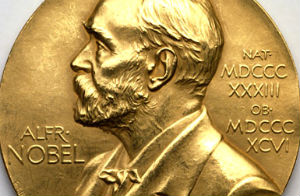 ALFR·
NOBEL
NAT·
MDCCC
XXXIII
OB·
MDCCC
XCVI